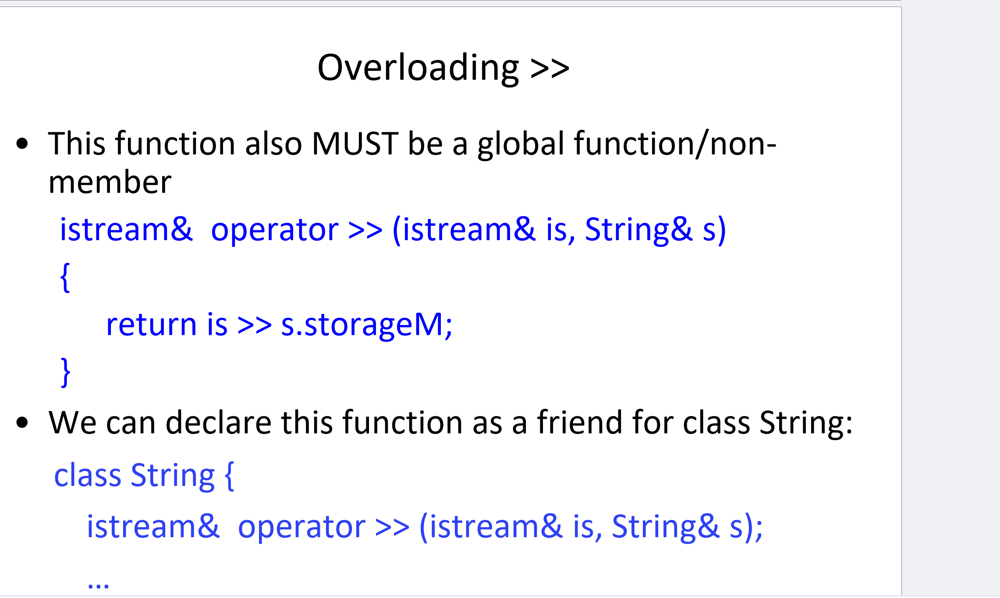 Overloading >>
• This function also MUST be a global function/non-
member
istream&  operator >> (istream& is, String& s)
{
return is >> s.storageM;
}
• We can declare this function as a friend for class String:
class String {
istream&  operator >> (istream& is, String& s);
...